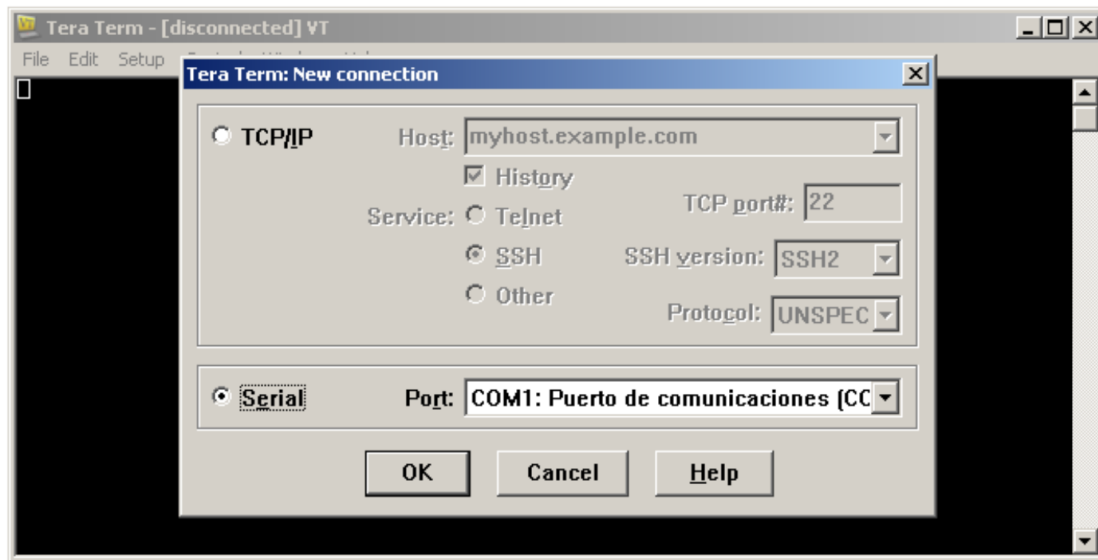 Tera Term - [disconnected] VT
File Edit Setup
Tera Term: New connection
TCP/IP Host: myhost.example.com
History
Service: Telnet TCP port#: 22
SSH SSH version: SSH2
Other Protocol: UNSPEC
Serial Port: COM1: Puerto de comunicaciones (CC
OK Cancel Help